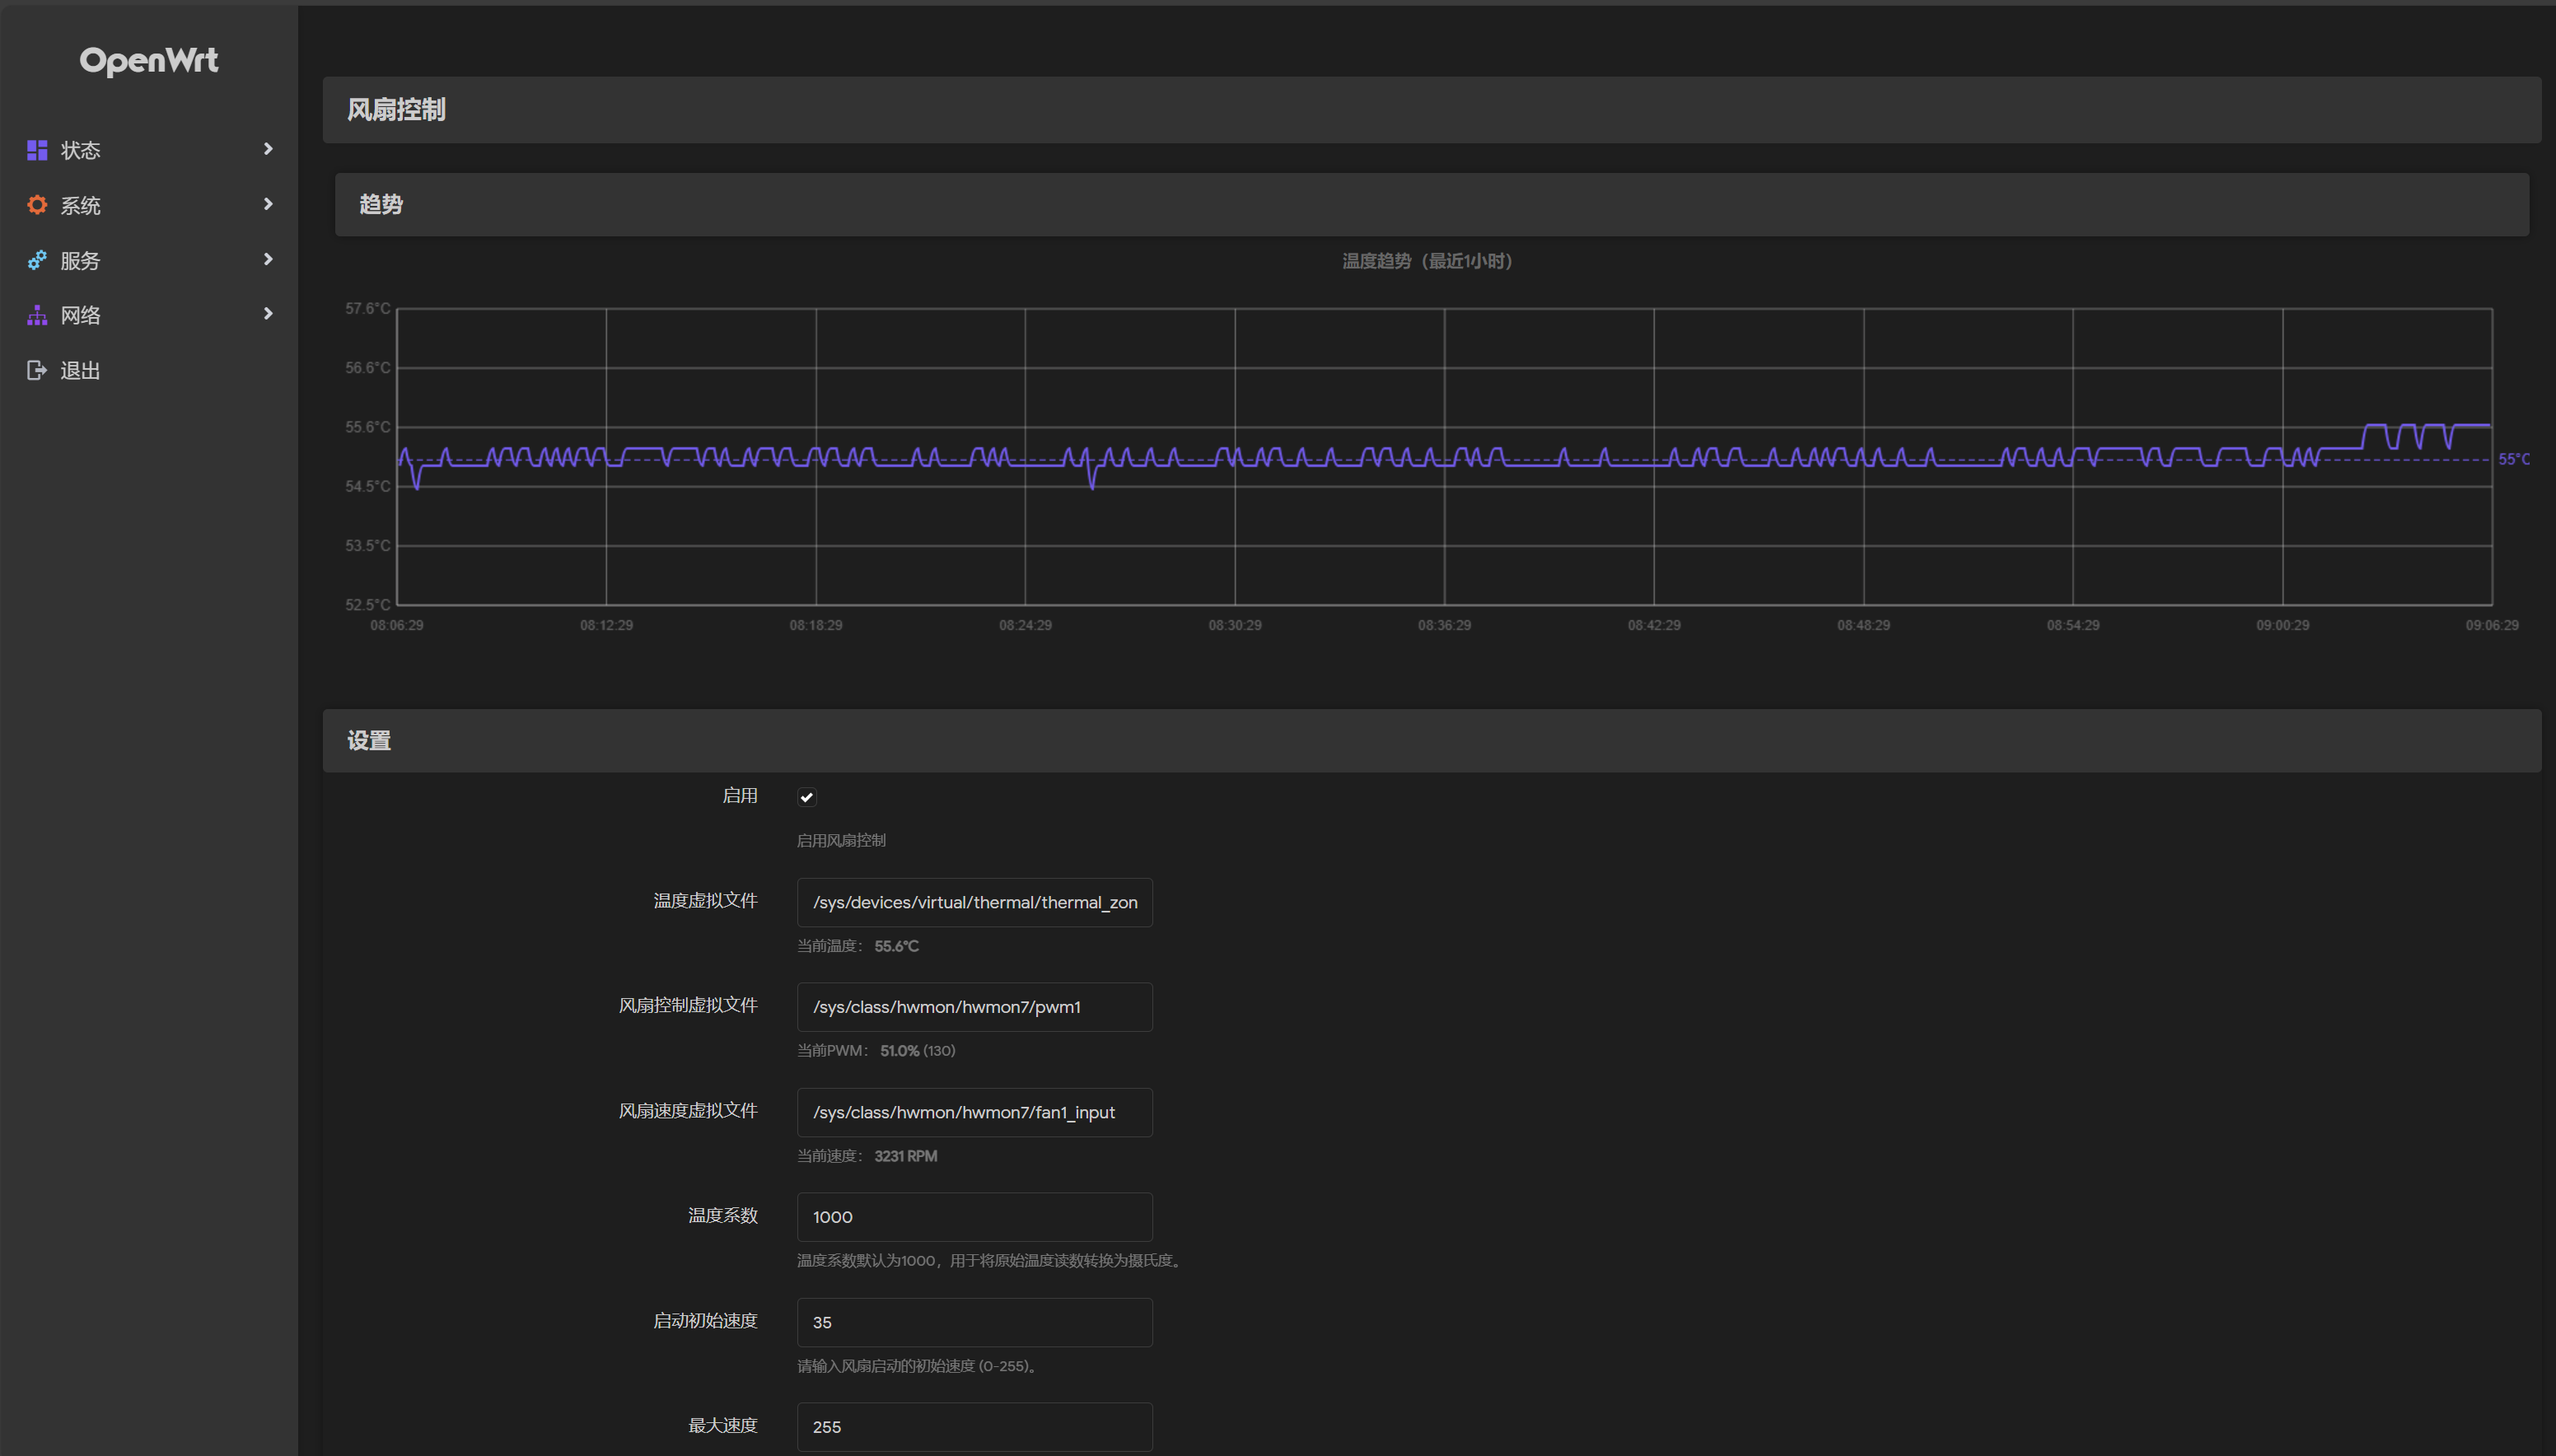 OpenWrt
状态
系统
服务
网络
退出
风扇控制
趋势
温度趋势（最近1小时）
57.6°C
56.6°C
55.6°C
54.5°C
53.5°C
52.5°C
55°C
08:06:29
08:12:29
08:18:29
08:24:29
08:30:29
08:36:29
08:42:29
08:48:29
08:54:29
09:00:29
09:06:29
设置
启用
启用风扇控制
温度虚拟文件
/sys/devices/virtual/thermal/thermal_zon
当前温度： 55.6°C
风扇控制虚拟文件
/sys/class/hwmon/hwmon7/pwm1
当前PWM： 51.0% (130)
风扇速度虚拟文件
/sys/class/hwmon/hwmon7/fan1_input
当前速度： 3231 RPM
温度系数
1000
温度系数默认为1000，用于将原始温度读数转换为摄氏度。
启动初始速度
35
请输入风扇启动的初始速度 (0-255)。
最大速度
255